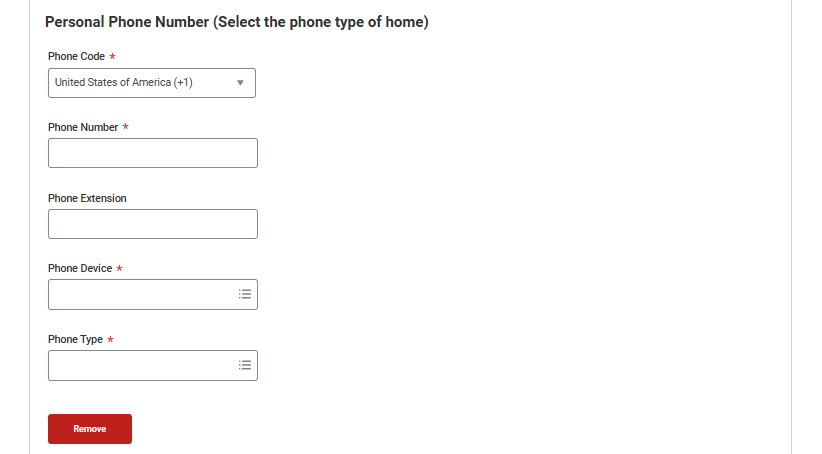 Personal Phone Number (Select the phone type of home)
Phone Code *
United States of America (+1)
Phone Number *
Phone Extension
Phone Device *
Phone Type *
Remove